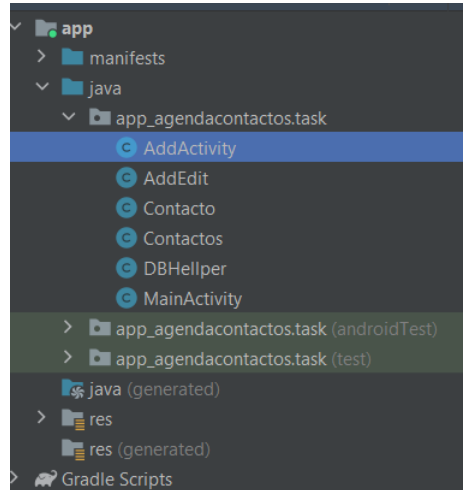 app
manifests
java
app_agendacontactos.task
AddActivity
AddEdit
Contacto
Contactos
DBHellper
MainActivity
app_agendacontactos.task (androidTest)
app_agendacontactos.task (test)
java (generated)
res
res (generated)
Gradle Scripts